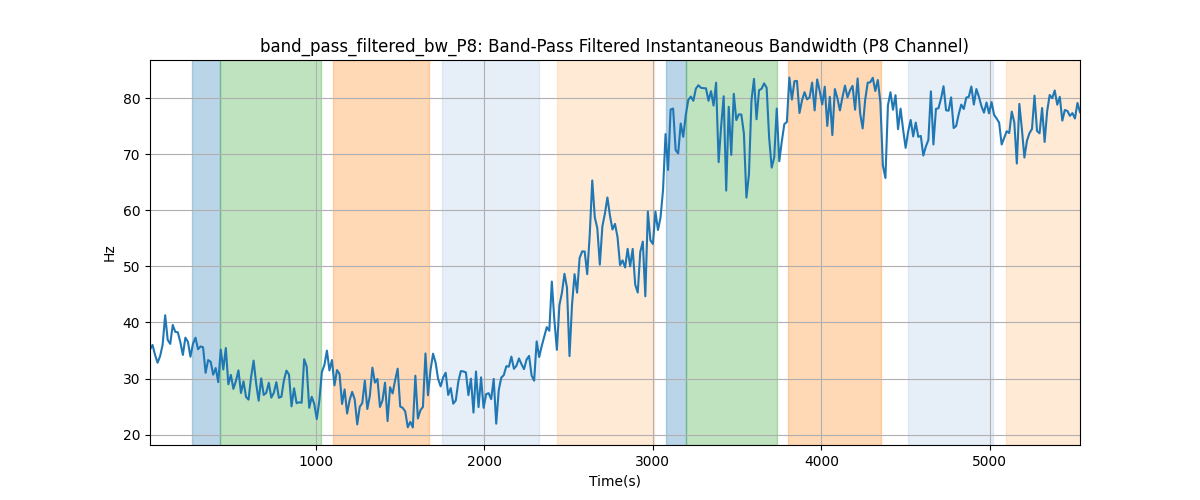 band_pass_filtered_bw_P8: Band-Pass Filtered Instantaneous Bandwidth (P8 Channel)
80
70
60
50
40
30
20
Hz
1000 2000 3000 4000 5000
Time(s)